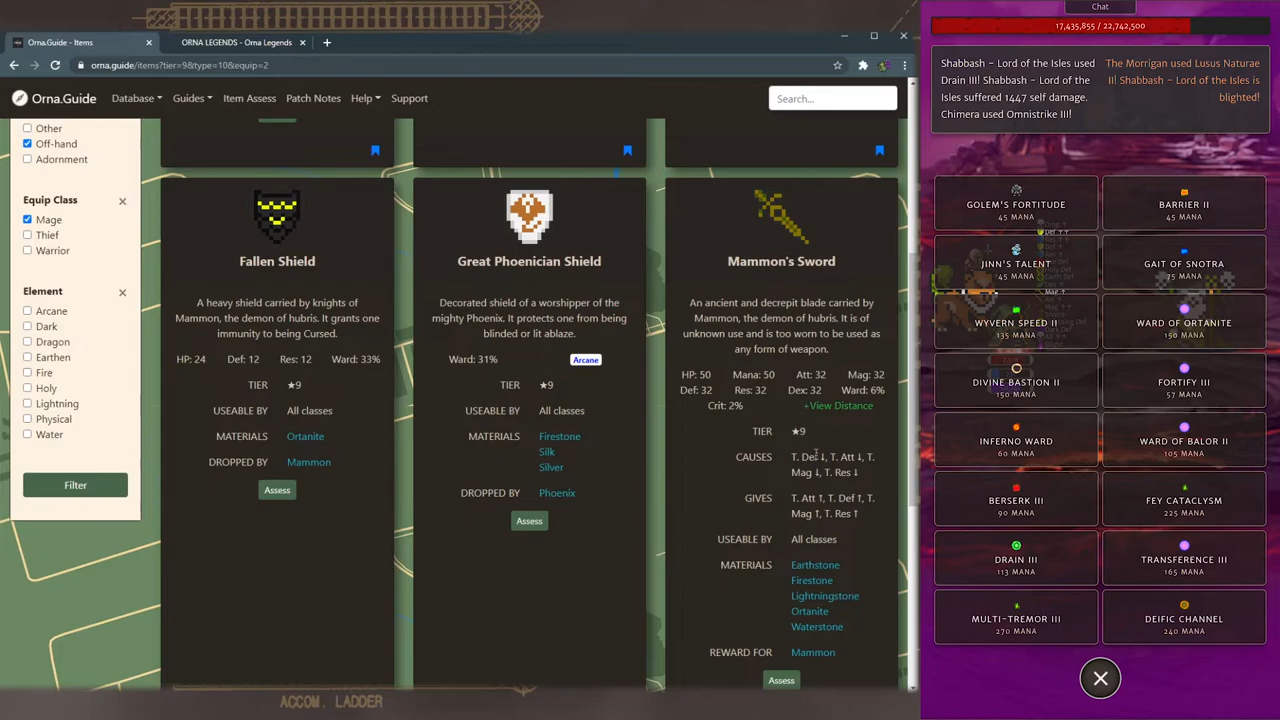 Orna.Guide - Items
ORNA LEGENDS - Orna Legends
orna.guide/items?tier=9&type=10&equip=2
Orna.Guide
Database
Guides
Item Assess
Patch Notes
Help
Support
Search...
Other
Off-hand
Adornment
Equip Class
Mage
Thief
Warrior
Element
Arcane
Dark
Dragon
Earthen
Fire
Holy
Lightning
Physical
Water
Filter
Fallen Shield
A heavy shield carried by knights of
Mammon, the demon of hubris. It grants one
immunity to being Cursed.
HP: 24 Def: 12 Res: 12 Ward: 33%
TIER ★9
USEABLE BY All classes
MATERIALS Ortanite
DROPPED BY Mammon
Assess
Great Phoenician Shield
Decorated shield of a worshipper of the
mighty Phoenix. It protects one from being
blinded or lit ablaze.
Ward: 31% Arcane
TIER ★9
USEABLE BY All classes
MATERIALS Firestone
Silk
Silver
DROPPED BY Phoenix
Assess
Mammon's Sword
An ancient and decrepit blade carried by
Mammon, the demon of hubris. It is of
unknown use and is too worn to be used as
any form of weapon.
HP: 50 Mana: 50 Att: 32 Mag: 32
Def: 32 Res: 32 Dex: 32 Ward: 6%
Crit: 2% +View Distance
TIER ★9
CAUSES T. Def ↓, T. Att ↓, T.
Mag ↓, T. Res ↓
GIVES T. Att ↑, T. Def ↑, T.
Mag ↑, T. Res ↑
USEABLE BY All classes
MATERIALS Earthstone
Firestone
Lightningstone
Ortanite
Waterstone
REWARD FOR Mammon
Assess
ACCOM. LADDER
Chat
17,435,855 / 22,742,500
Shabbash - Lord of the Isles used
Drain III! Shabbash - Lord of the
Isles suffered 1447 self damage.
Chimera used Omnistrike III!
The Morrigan used Lusus Naturae
II! Shabbash - Lord of the Isles is
blighted!
GOLEM'S FORTITUDE
45 MANA
BARRIER II
45 MANA
JINN'S TALENT
45 MANA
GAIT OF SNOTRA
75 MANA
WYVERN SPEED II
135 MANA
WARD OF ORTANITE
150 MANA
DIVINE BASTION II
150 MANA
FORTIFY III
57 MANA
INFERNO WARD
60 MANA
WARD OF BALOR II
105 MANA
BERSERK III
90 MANA
FEY CATACLYSM
225 MANA
DRAIN III
113 MANA
TRANSFERENCE III
165 MANA
MULTI-TREMOR III
270 MANA
DEIFIC CHANNEL
240 MANA